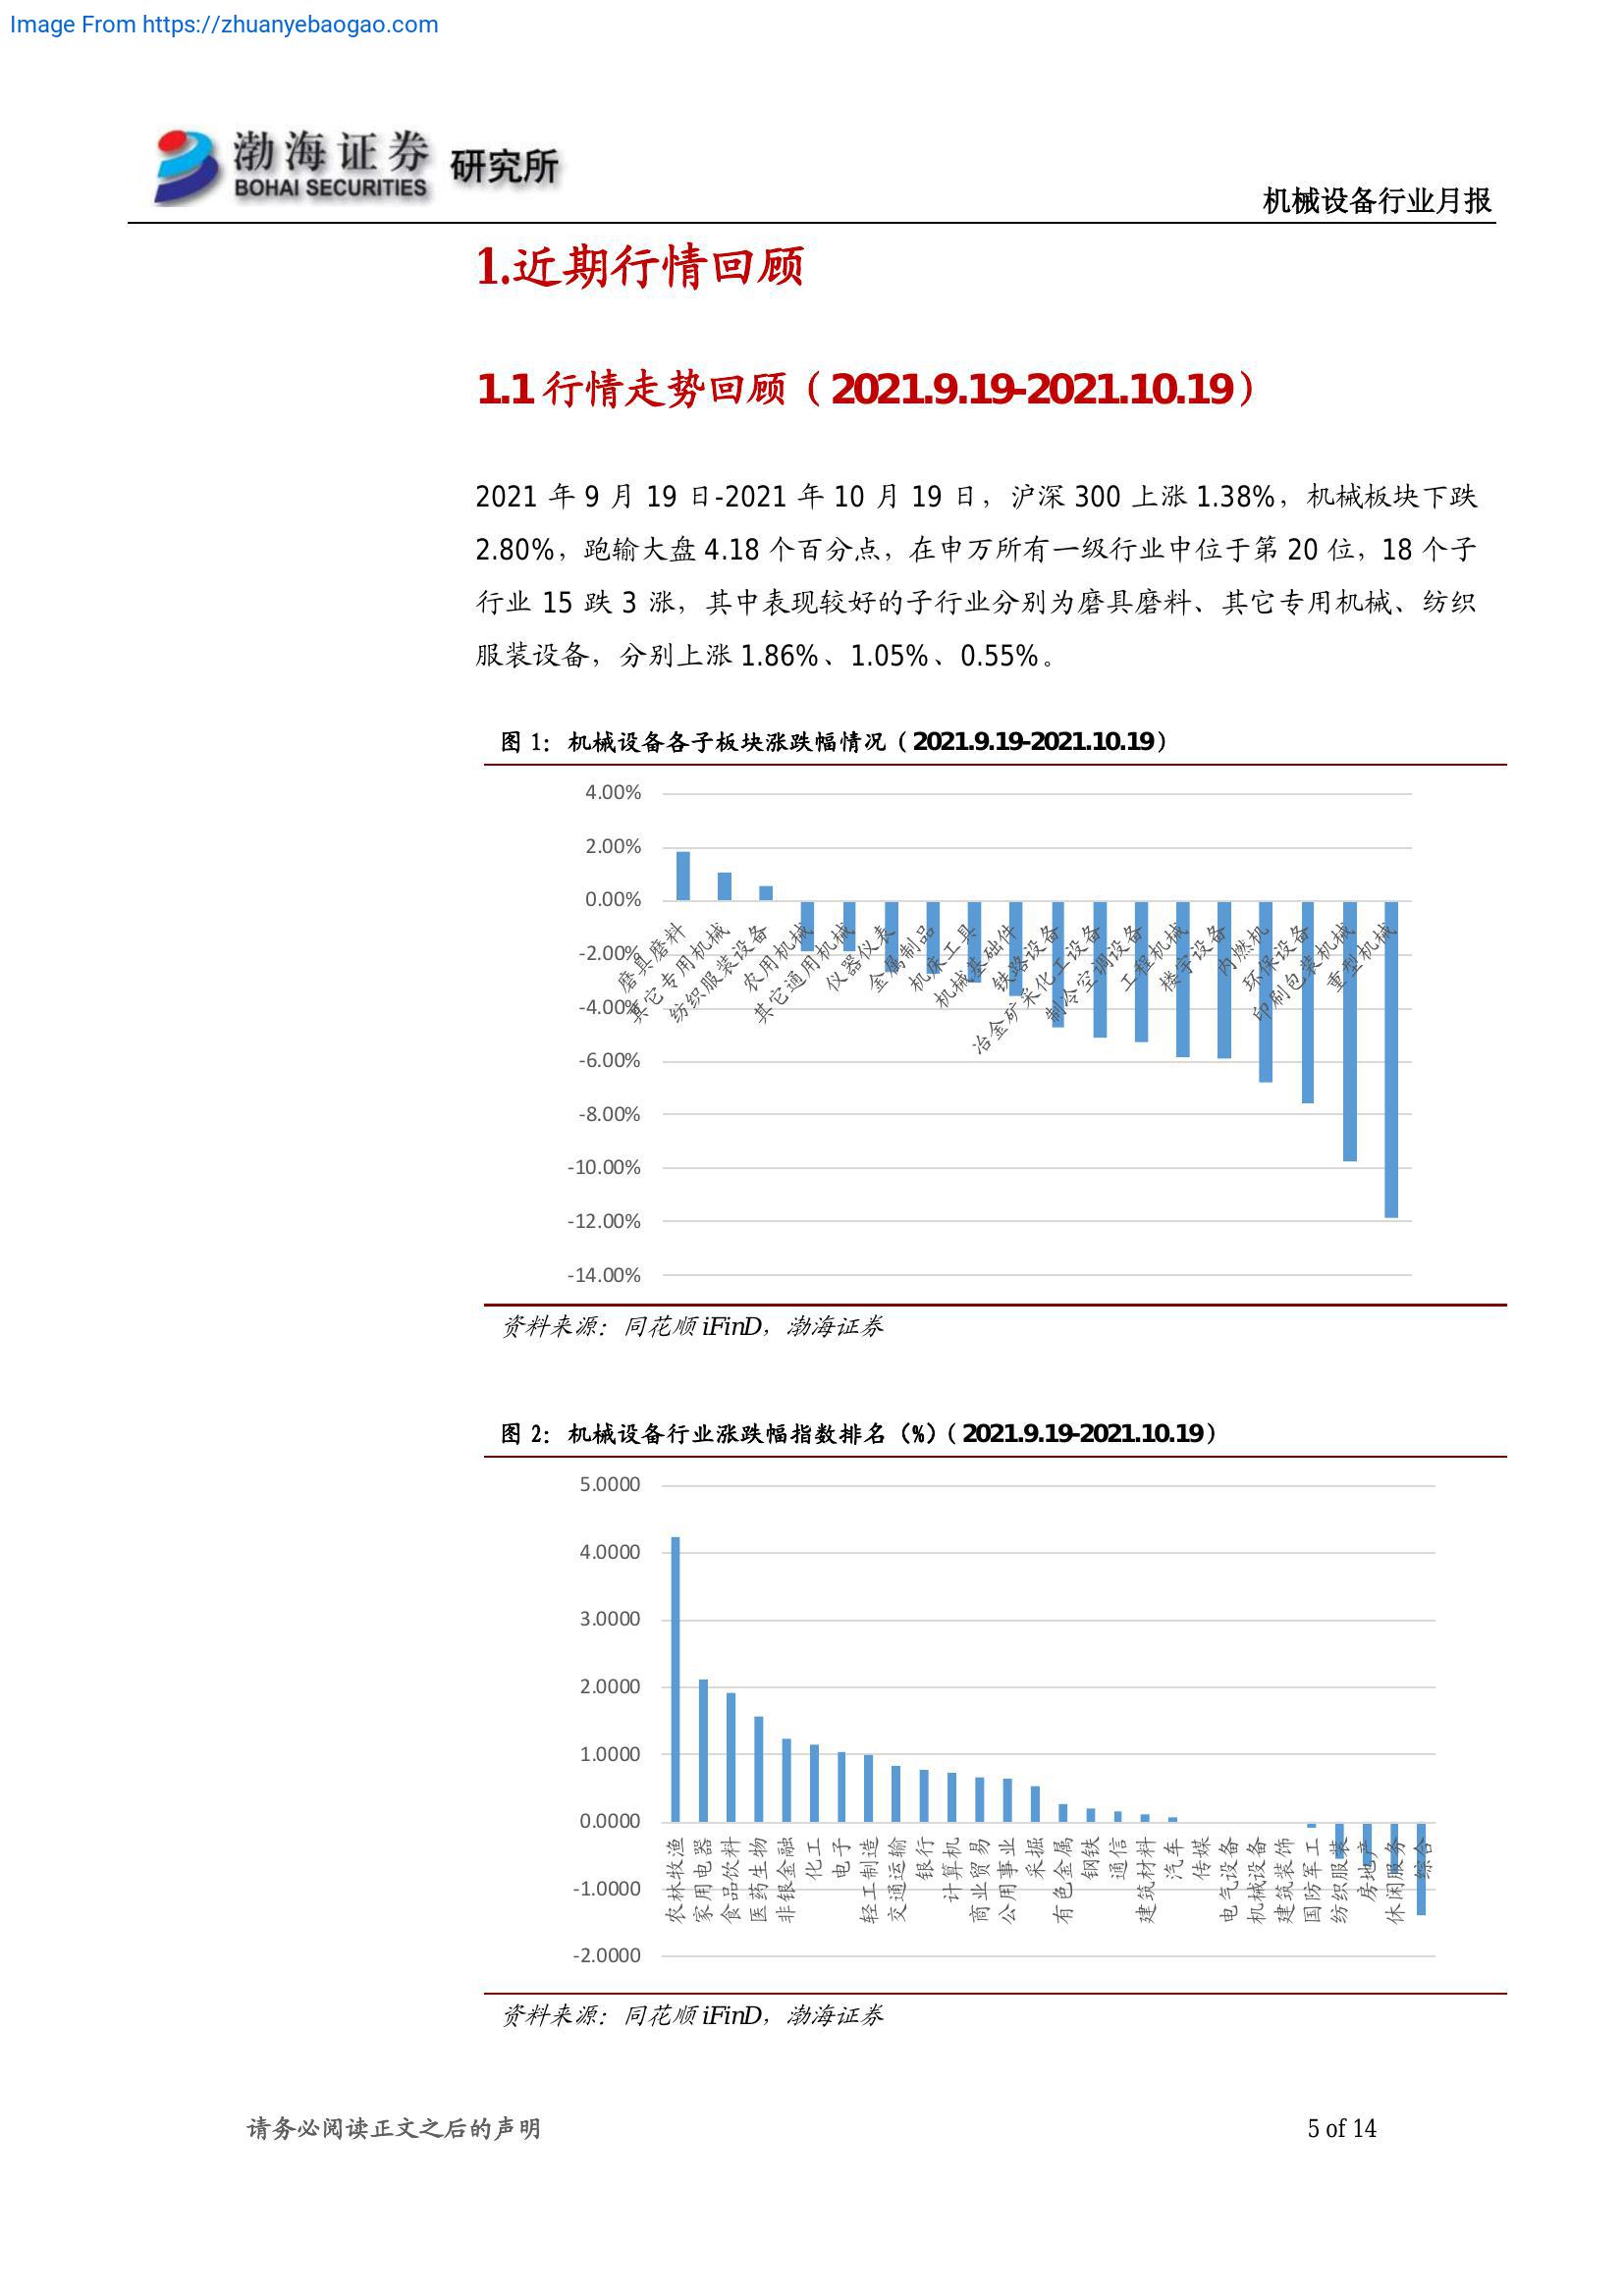 Image From https://zhuanyebaogao.com
渤海证券 研究所
BOHAI SECURITIES
机械设备行业月报
1.近期行情回顾
1.1 行情走势回顾（2021.9.19-2021.10.19）
2021 年 9 月 19 日-2021 年 10 月 19 日，沪深 300 上涨 1.38%，机械板块下跌
2.80%，跑输大盘 4.18 个百分点，在申万所有一级行业中位于第 20 位，18 个子
行业 15 跌 3 涨，其中表现较好的子行业分别为磨具磨料、其它专用机械、纺织
服装设备，分别上涨 1.86%、1.05%、0.55%。
图 1：机械设备各子板块涨跌幅情况（2021.9.19-2021.10.19）
4.00%
2.00%
0.00%
-2.00%
-4.00%
-6.00%
-8.00%
-10.00%
-12.00%
-14.00%
磨具磨料
其它专用机械
纺织服装设备
农用机械
其它通用机械
仪器仪表
金属制品
机床工具
机械基础件
铁路设备
冶金矿采化工设备
制冷空调设备
工程机械
楼宇设备
内燃机
环保设备
印刷包装机械
重型机械
资料来源：同花顺 iFinD，渤海证券
图 2：机械设备行业涨跌幅指数排名（%）（2021.9.19-2021.10.19）
5.0000
4.0000
3.0000
2.0000
1.0000
0.0000
-1.0000
-2.0000
农林牧渔
家用电器
食品饮料
医药生物
非银金融
化工
电子
轻工制造
交通运输
银行
计算机
商业贸易
公用事业
采掘
有色金属
钢铁
通信
建筑材料
汽车
传媒
电气设备
机械设备
建筑装饰
国防军工
纺织服装
房地产
休闲服务
综合
资料来源：同花顺 iFinD，渤海证券
请务必阅读正文之后的声明
5 of 14